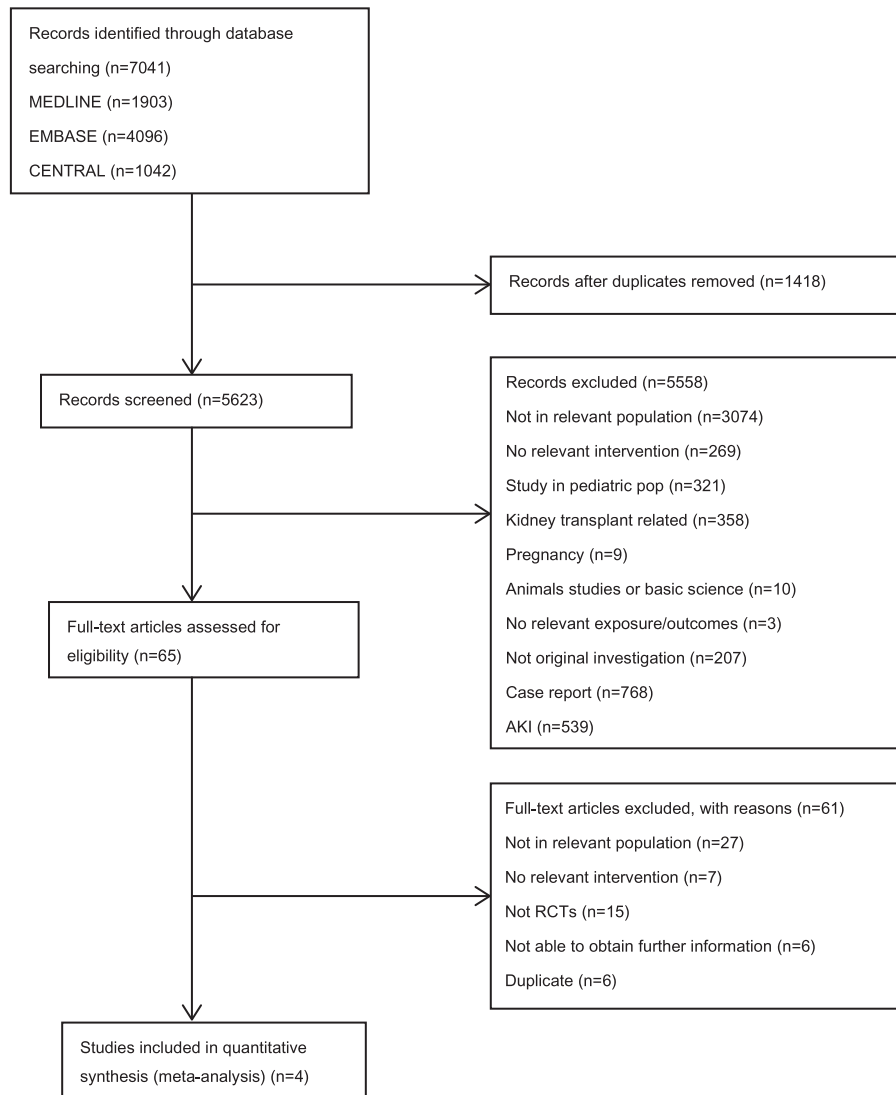 Records identified through database
searching (n=7041)
MEDLINE (n=1903)
EMBASE (n=4096)
CENTRAL (n=1042)
Records after duplicates removed (n=1418)
Records screened (n=5623)
Records excluded (n=5558)
Not in relevant population (n=3074)
No relevant intervention (n=269)
Study in pediatric pop (n=321)
Kidney transplant related (n=358)
Pregnancy (n=9)
Animals studies or basic science (n=10)
No relevant exposure/outcomes (n=3)
Not original investigation (n=207)
Case report (n=768)
AKI (n=539)
Full-text articles assessed for
eligibility (n=65)
Full-text articles excluded, with reasons (n=61)
Not in relevant population (n=27)
No relevant intervention (n=7)
Not RCTs (n=15)
Not able to obtain further information (n=6)
Duplicate (n=6)
Studies included in quantitative
synthesis (meta-analysis) (n=4)